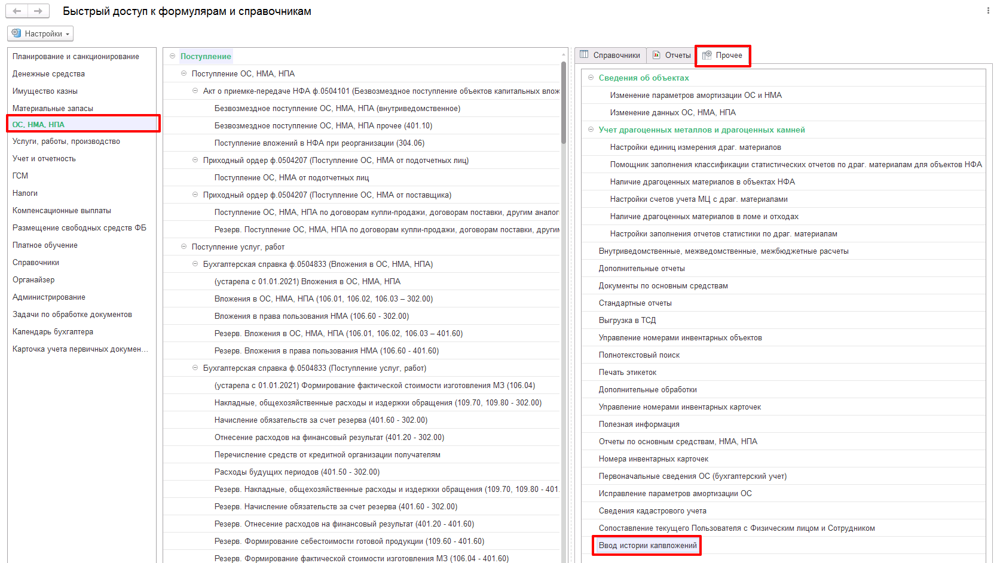 Быстрый доступ к формулярам и справочникам
Настройки
Планирование и санкционирование
Денежные средства
Имущество казны
Материальные запасы
ОС, НМА, НПА
Услуги, работы, производство
Учет и отчетность
ГСМ
Налоги
Компенсационные выплаты
Размещение свободных средств ФБ
Платное обучение
Справочники
Органайзер
Администрирование
Задачи по обработке документов
Календарь бухгалтера
Карточка учета первичных докумен...
Поступление
Поступление ОС, НМА, НПА
Акт о приемке-передаче НФА ф.0504101 (Безвозмездное поступление объектов капитальных влож
Безвозмездное поступление ОС, НМА, НПА (внутриведомственное)
Безвозмездное поступление ОС, НМА, НПА прочее (401.10)
Поступление вложений в НФА при реорганизации (304.06)
Приходный ордер ф.0504207 (Поступление ОС, НМА от подотчетных лиц)
Поступление ОС, НМА от подотчетных лиц
Приходный ордер ф.0504207 (Поступление ОС, НМА от поставщика)
Поступление ОС, НМА, НПА по договорам купли-продажи, договорам поставки, другим аналог
Резерв. Поступление ОС, НМА, НПА по договорам купли-продажи, договорам поставки, другим
Поступление услуг, работ
Бухгалтерская справка ф.0504833 (Вложения в ОС, НМА, НПА)
(устарела с 01.01.2021) Вложения в ОС, НМА, НПА
Вложения в ОС, НМА, НПА (106.01, 106.02, 106.03 – 302.00)
Вложения в права пользования НМА (106.60 - 302.00)
Резерв. Вложения в ОС, НМА, НПА (106.01, 106.02, 106.03 – 401.60)
Резерв. Вложения в права пользования НМА (106.60 - 401.60)
Бухгалтерская справка ф.0504833 (Поступление услуг, работ)
(устарела с 01.01.2021) Формирование фактической стоимости изготовления МЗ (106.04)
Накладные, общехозяйственные расходы и издержки обращения (109.70, 109.80 - 302.00)
Начисление обязательств за счет резерва (401.60 - 302.00)
Отнесение расходов на финансовый результат (401.20 - 302.00)
Перечисление средств от кредитной организации получателям
Расходы будущих периодов (401.50 - 302.00)
Резерв. Накладные, общехозяйственные расходы и издержки обращения (109.70, 109.80 - 401.
Резерв. Начисление обязательств за счет резерва (401.60 - 302.00)
Резерв. Отнесение расходов на финансовый результат (401.20 - 401.60)
Резерв. Формирование себестоимости готовой продукции (109.60 - 401.60)
Резерв. Формирование фактической стоимости изготовления МЗ (106.04 - 401.60)
Справочники
Отчеты
Прочее
Сведения об объектах
Изменение параметров амортизации ОС и НМА
Изменение данных ОС, НМА, НПА
Учет драгоценных металлов и драгоценных камней
Настройки единиц измерения драг. материалов
Помощник заполнения классификации статистических отчетов по драг. материалам для объектов НФА
Наличие драгоценных материалов в объектах НФА
Настройки счетов учета МЦ с драг. материалами
Наличие драгоценных материалов в ломе и отходах
Настройки заполнения отчетов статистики по драг. материалам
Внутриведомственные, межведомственные, межбюджетные расчеты
Дополнительные отчеты
Документы по основным средствам
Стандартные отчеты
Выгрузка в ТСД
Управление номерами инвентарных объектов
Полнотекстовый поиск
Печать этикеток
Дополнительные обработки
Управление номерами инвентарных карточек
Полезная информация
Отчеты по основным средствам, НМА, НПА
Номера инвентарных карточек
Первоначальные сведения ОС (бухгалтерский учет)
Исправление параметров амортизации ОС
Сведения кадастрового учета
Сопоставление текущего Пользователя с Физическим лицом и Сотрудником
Ввод истории капвложений